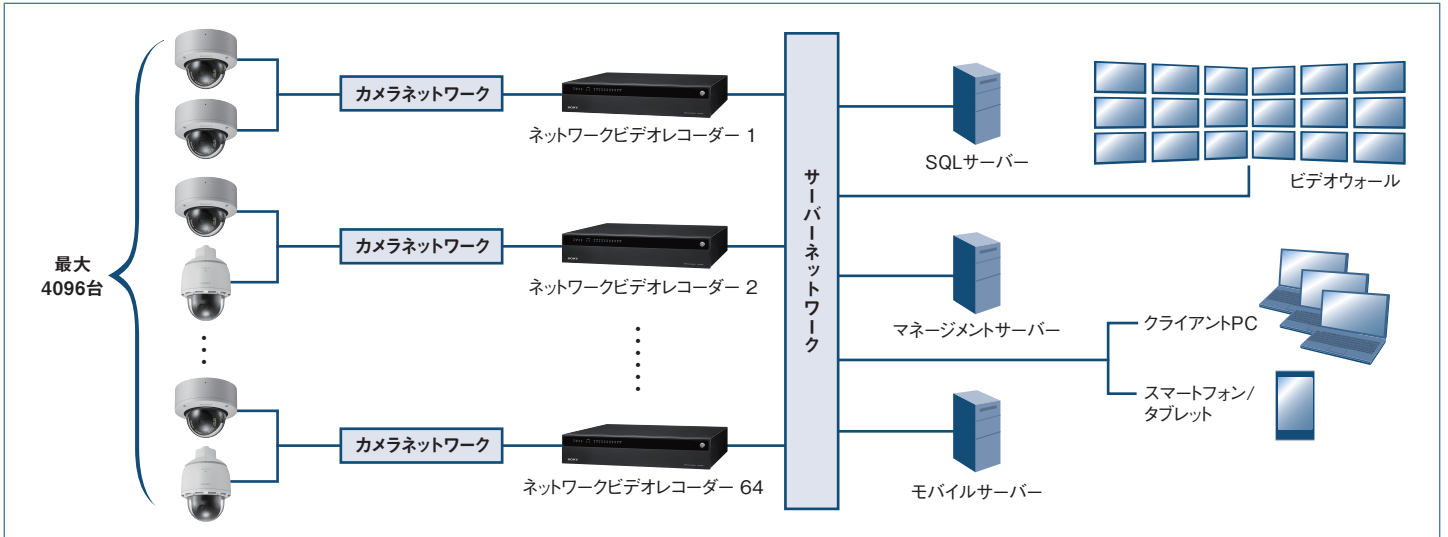 最大
4096台
カメラネットワーク
SONY
ネットワークビデオレコーダー 1
カメラネットワーク
SONY
ネットワークビデオレコーダー 2
カメラネットワーク
SONY
ネットワークビデオレコーダー 64
サーバーネットワーク
SQLサーバー
ビデオウォール
マネージメントサーバー
クライアントPC
スマートフォン/
タブレット
モバイルサーバー